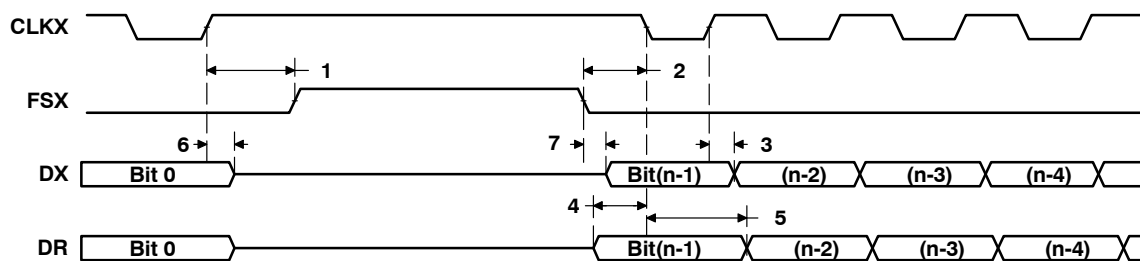 CLKX
1 2
FSX
6 7 3
DX Bit 0 Bit(n-1) (n-2) (n-3) (n-4)
4 5
DR Bit 0 Bit(n-1) (n-2) (n-3) (n-4)